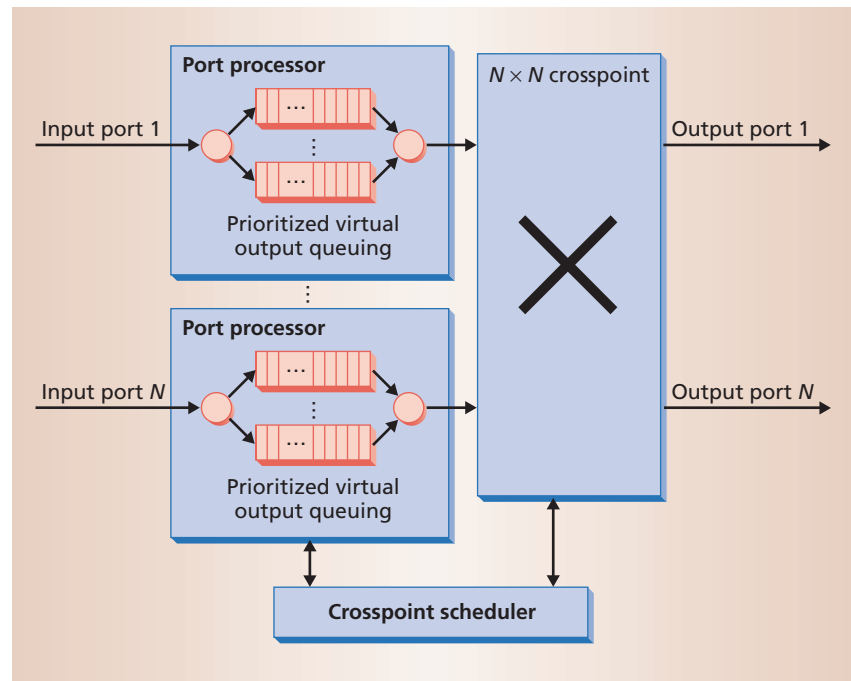 Port processor
N × N crosspoint
Input port 1
...
...
Output port 1
Prioritized virtual
output queuing
Port processor
Input port N
...
...
Output port N
Prioritized virtual
output queuing
Crosspoint scheduler